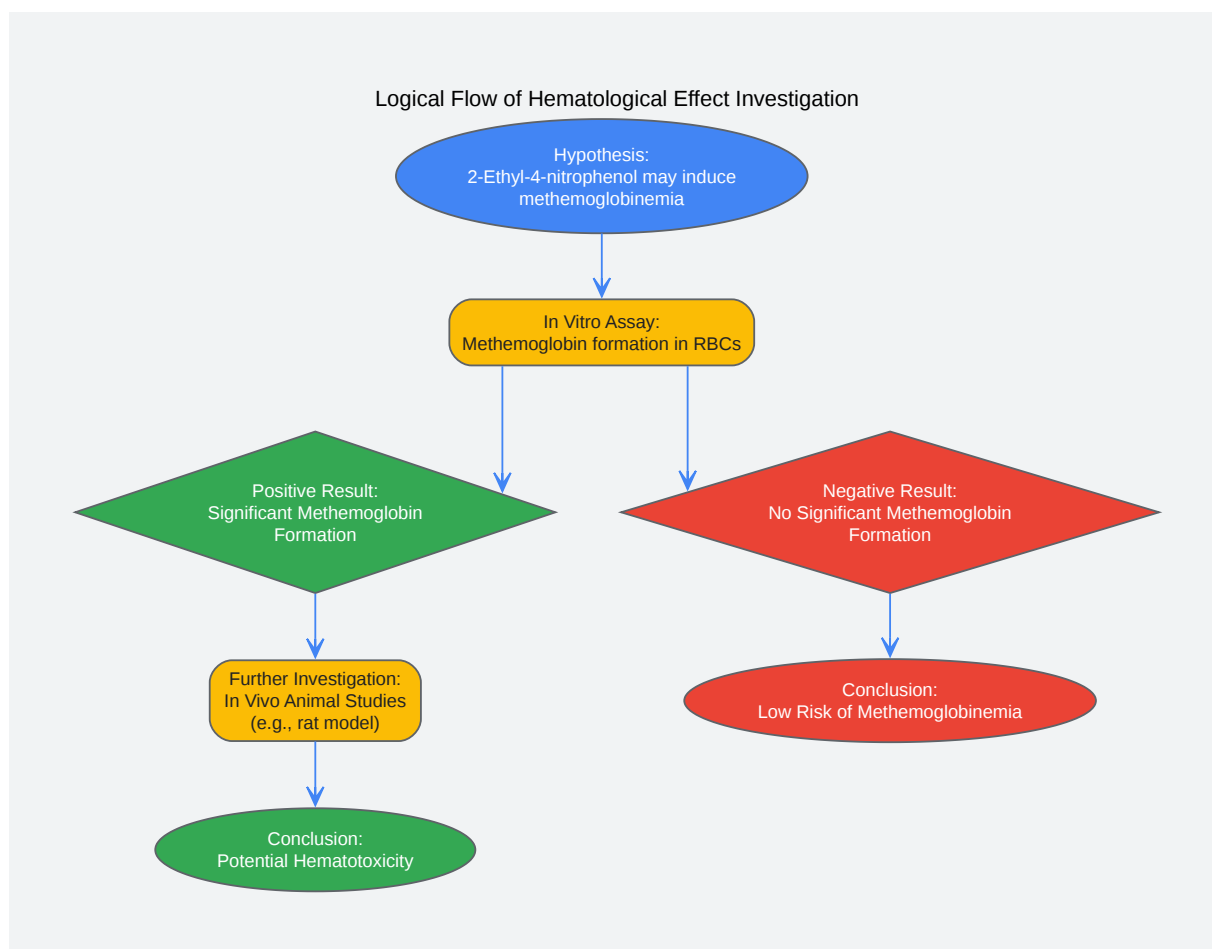 Logical Flow of Hematological Effect Investigation
Hypothesis:
2-Ethyl-4-nitrophenol may induce
methemoglobinemia
In Vitro Assay:
Methemoglobin formation in RBCs
Positive Result:
Significant Methemoglobin
Formation
Negative Result:
No Significant Methemoglobin
Formation
Further Investigation:
In Vivo Animal Studies
(e.g., rat model)
Conclusion:
Low Risk of Methemoglobinemia
Conclusion:
Potential Hematotoxicity